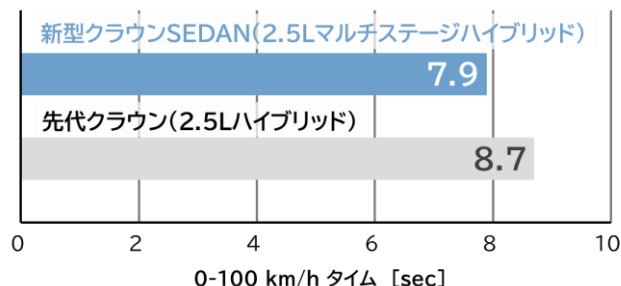 新型クラウンSEDAN(2.5Lマルチステージハイブリッド)
7.9
先代クラウン(2.5Lハイブリッド)
8.7
0 2 4 6 8 10
0-100 km/h タイム [sec]